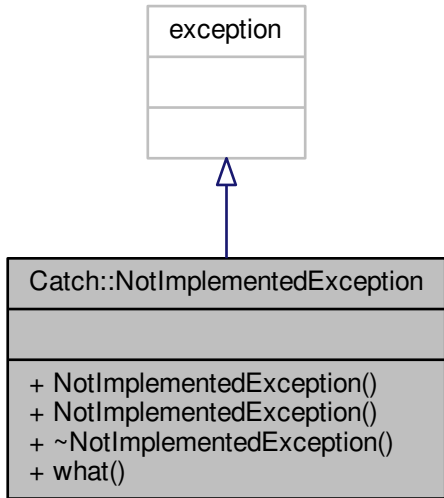 exception
Catch::NotImplementedException
+ NotImplementedException()
+ NotImplementedException()
+ ~NotImplementedException()
+ what()